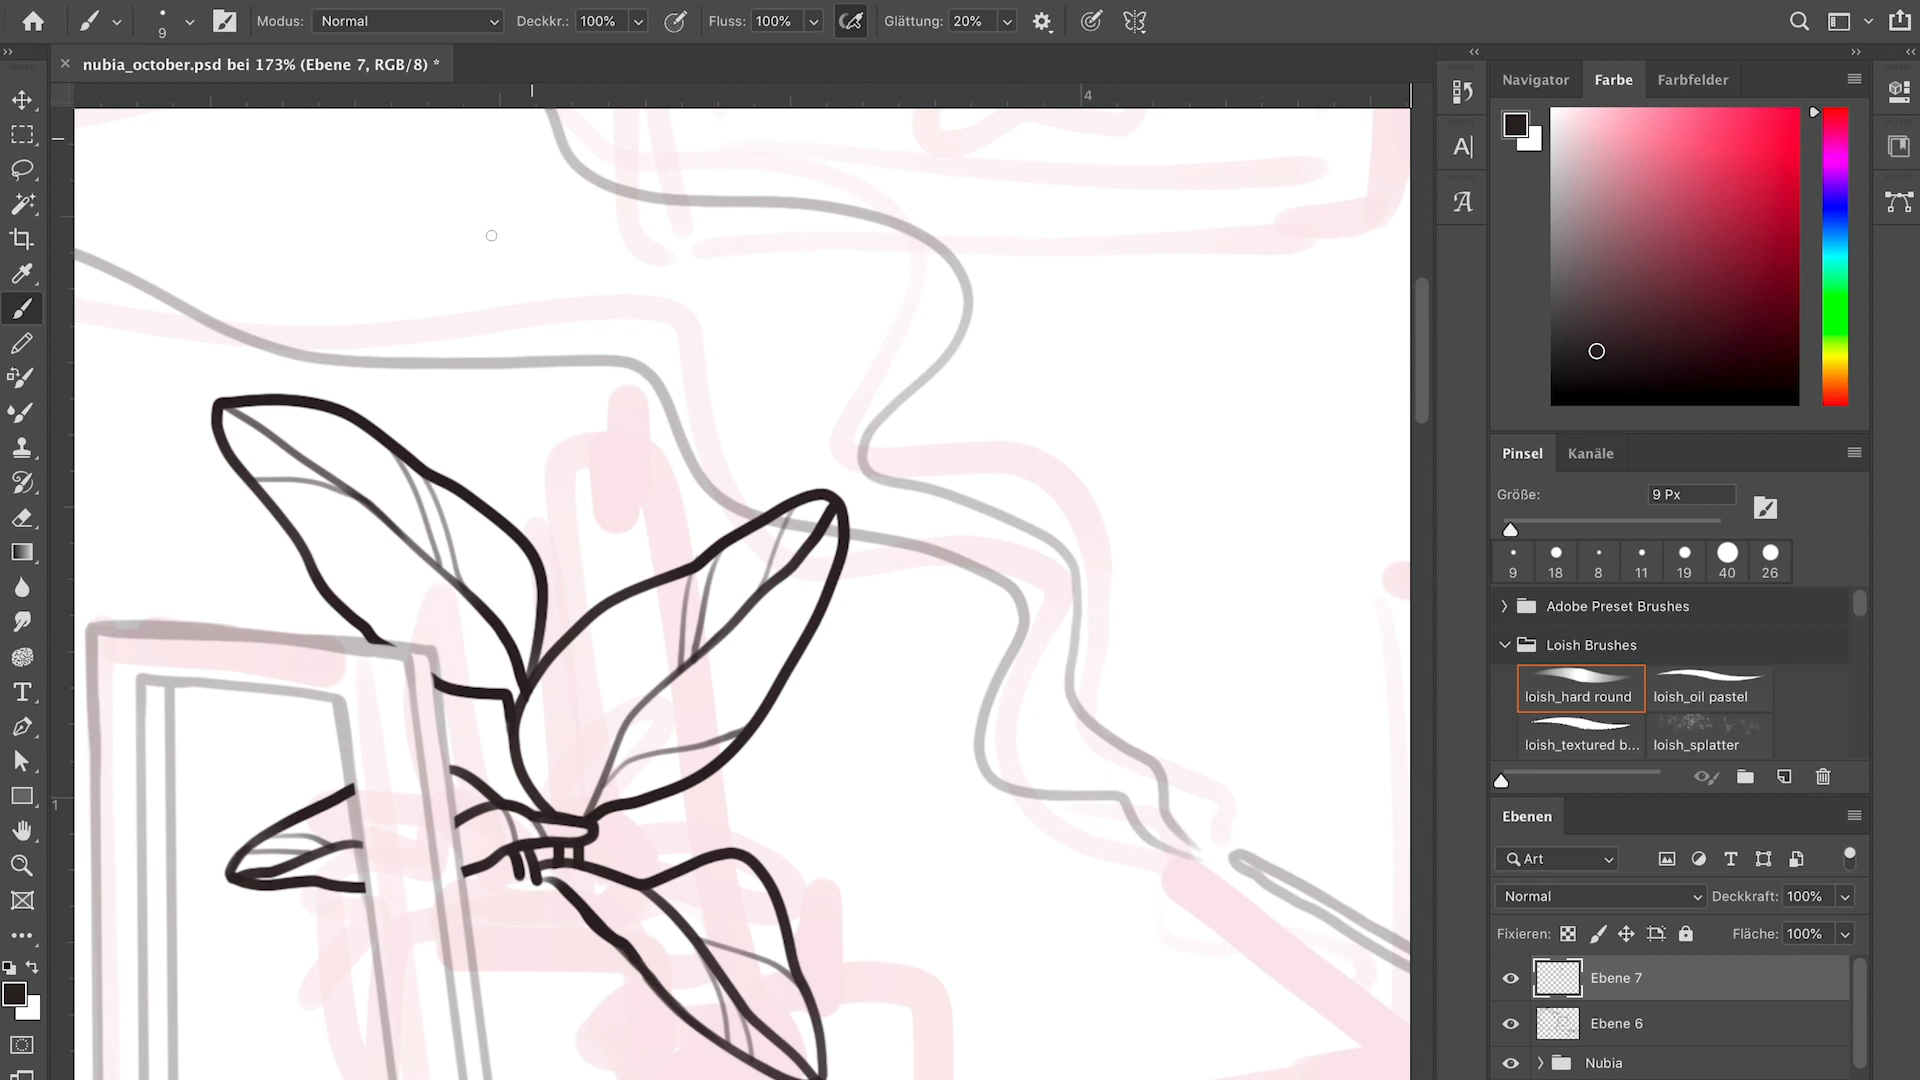 9
Modus: Normal
Deckkr.: 100%
Fluss: 100%
Glättung: 20%
nubia_october.psd bei 173% (Ebene 7, RGB/8) *
4
1
Navigator
Farbe
Farbfelder
Pinsel
Kanäle
Größe:
9 Px
9
18
8
11
19
40
26
Adobe Preset Brushes
Loish Brushes
loish_hard round
loish_oil pastel
loish_textured b...
loish_splatter
Ebenen
Art
Normal
Deckkraft: 100%
Fixieren:
Fläche: 100%
Ebene 7
Ebene 6
Nubia